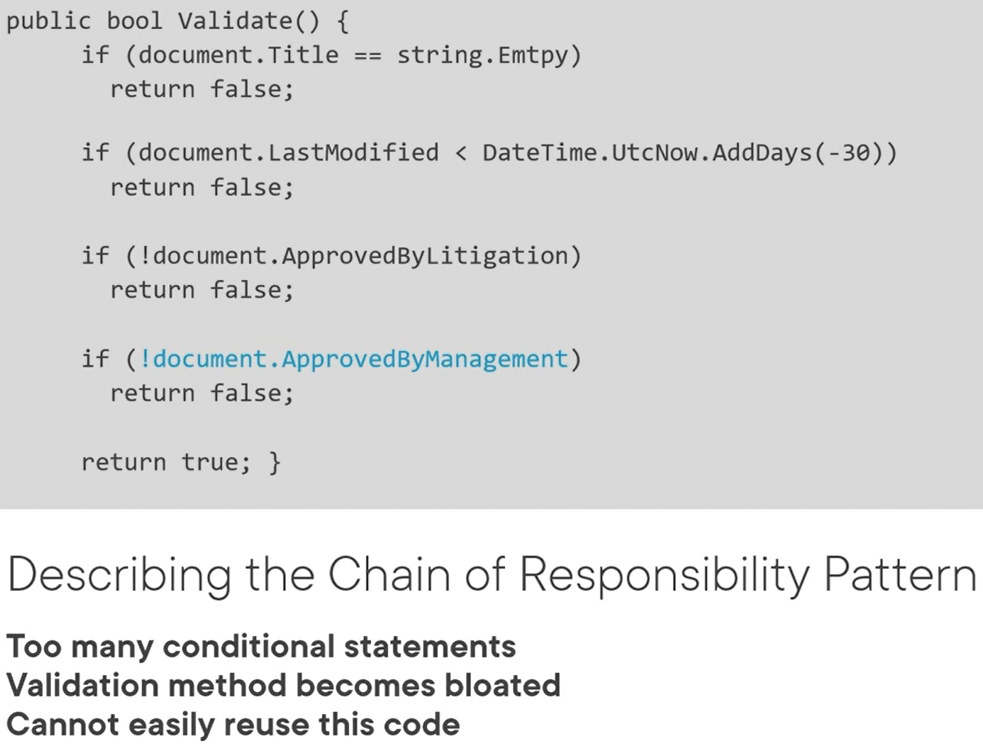 public bool Validate() {
if (document.Title == string.Emtpy)
return false;
if (document.LastModified < DateTime.UtcNow.AddDays(-30))
return false;
if (!document.ApprovedByLitigation)
return false;
if (!document.ApprovedByManagement)
return false;
return true; }
Describing the Chain of Responsibility Pattern
Too many conditional statements
Validation method becomes bloated
Cannot easily reuse this code